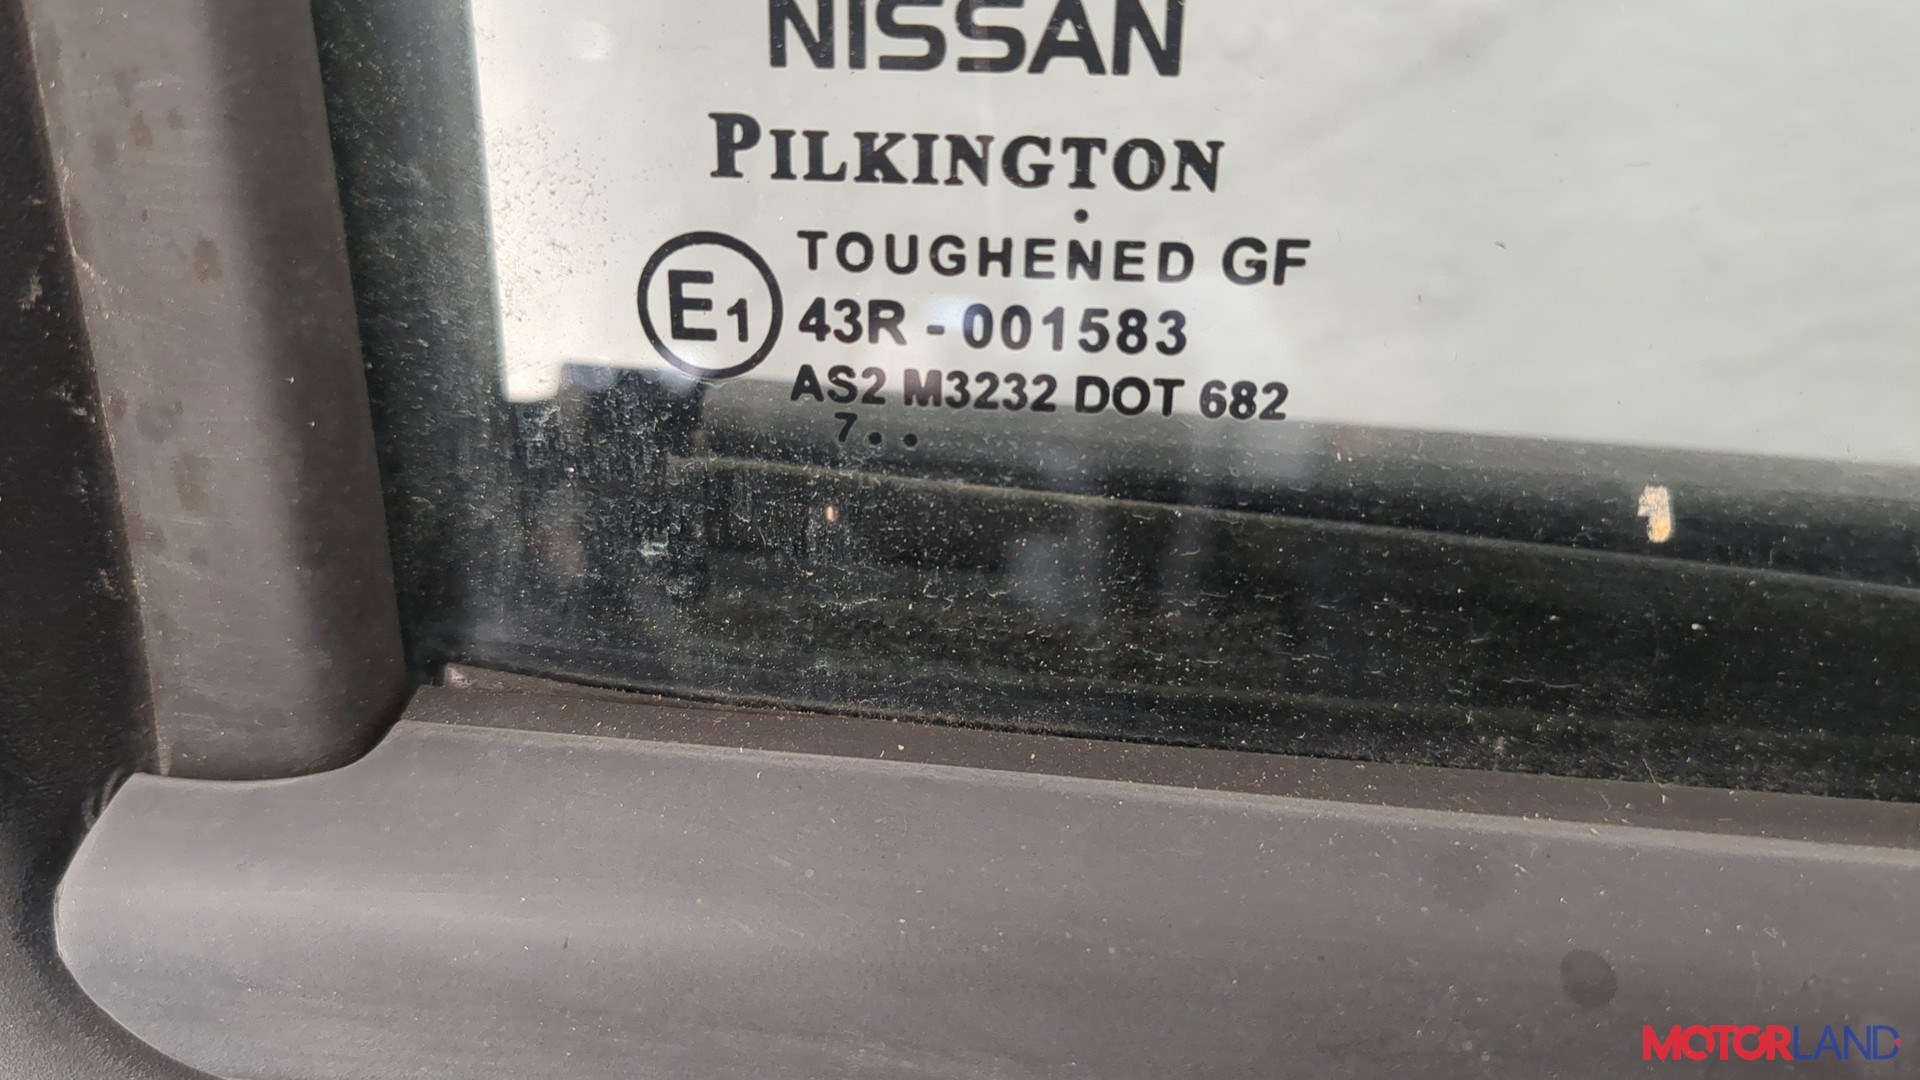 NISSAN
PILKINGTON
.
TOUGHENED GF
E1 43R - 001583
AS2 M3232 DOT 682
7 . .
MOTORLAND